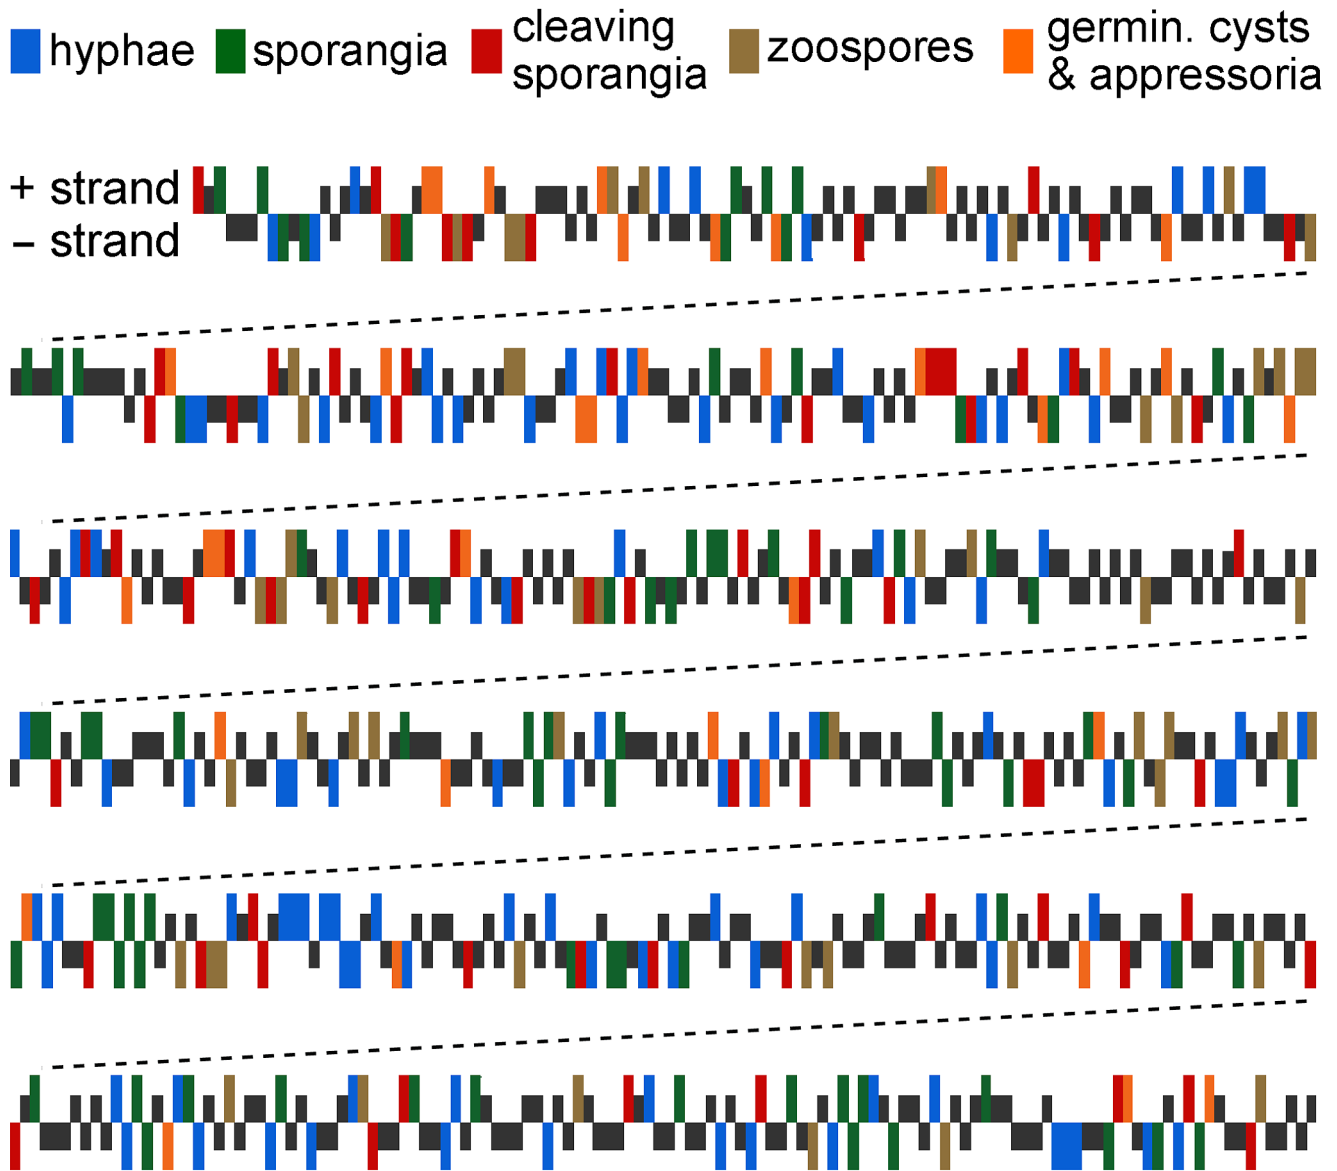 hyphae
sporangia
cleaving
sporangia
zoospores
germin. cysts
& appressoria
+ strand
– strand